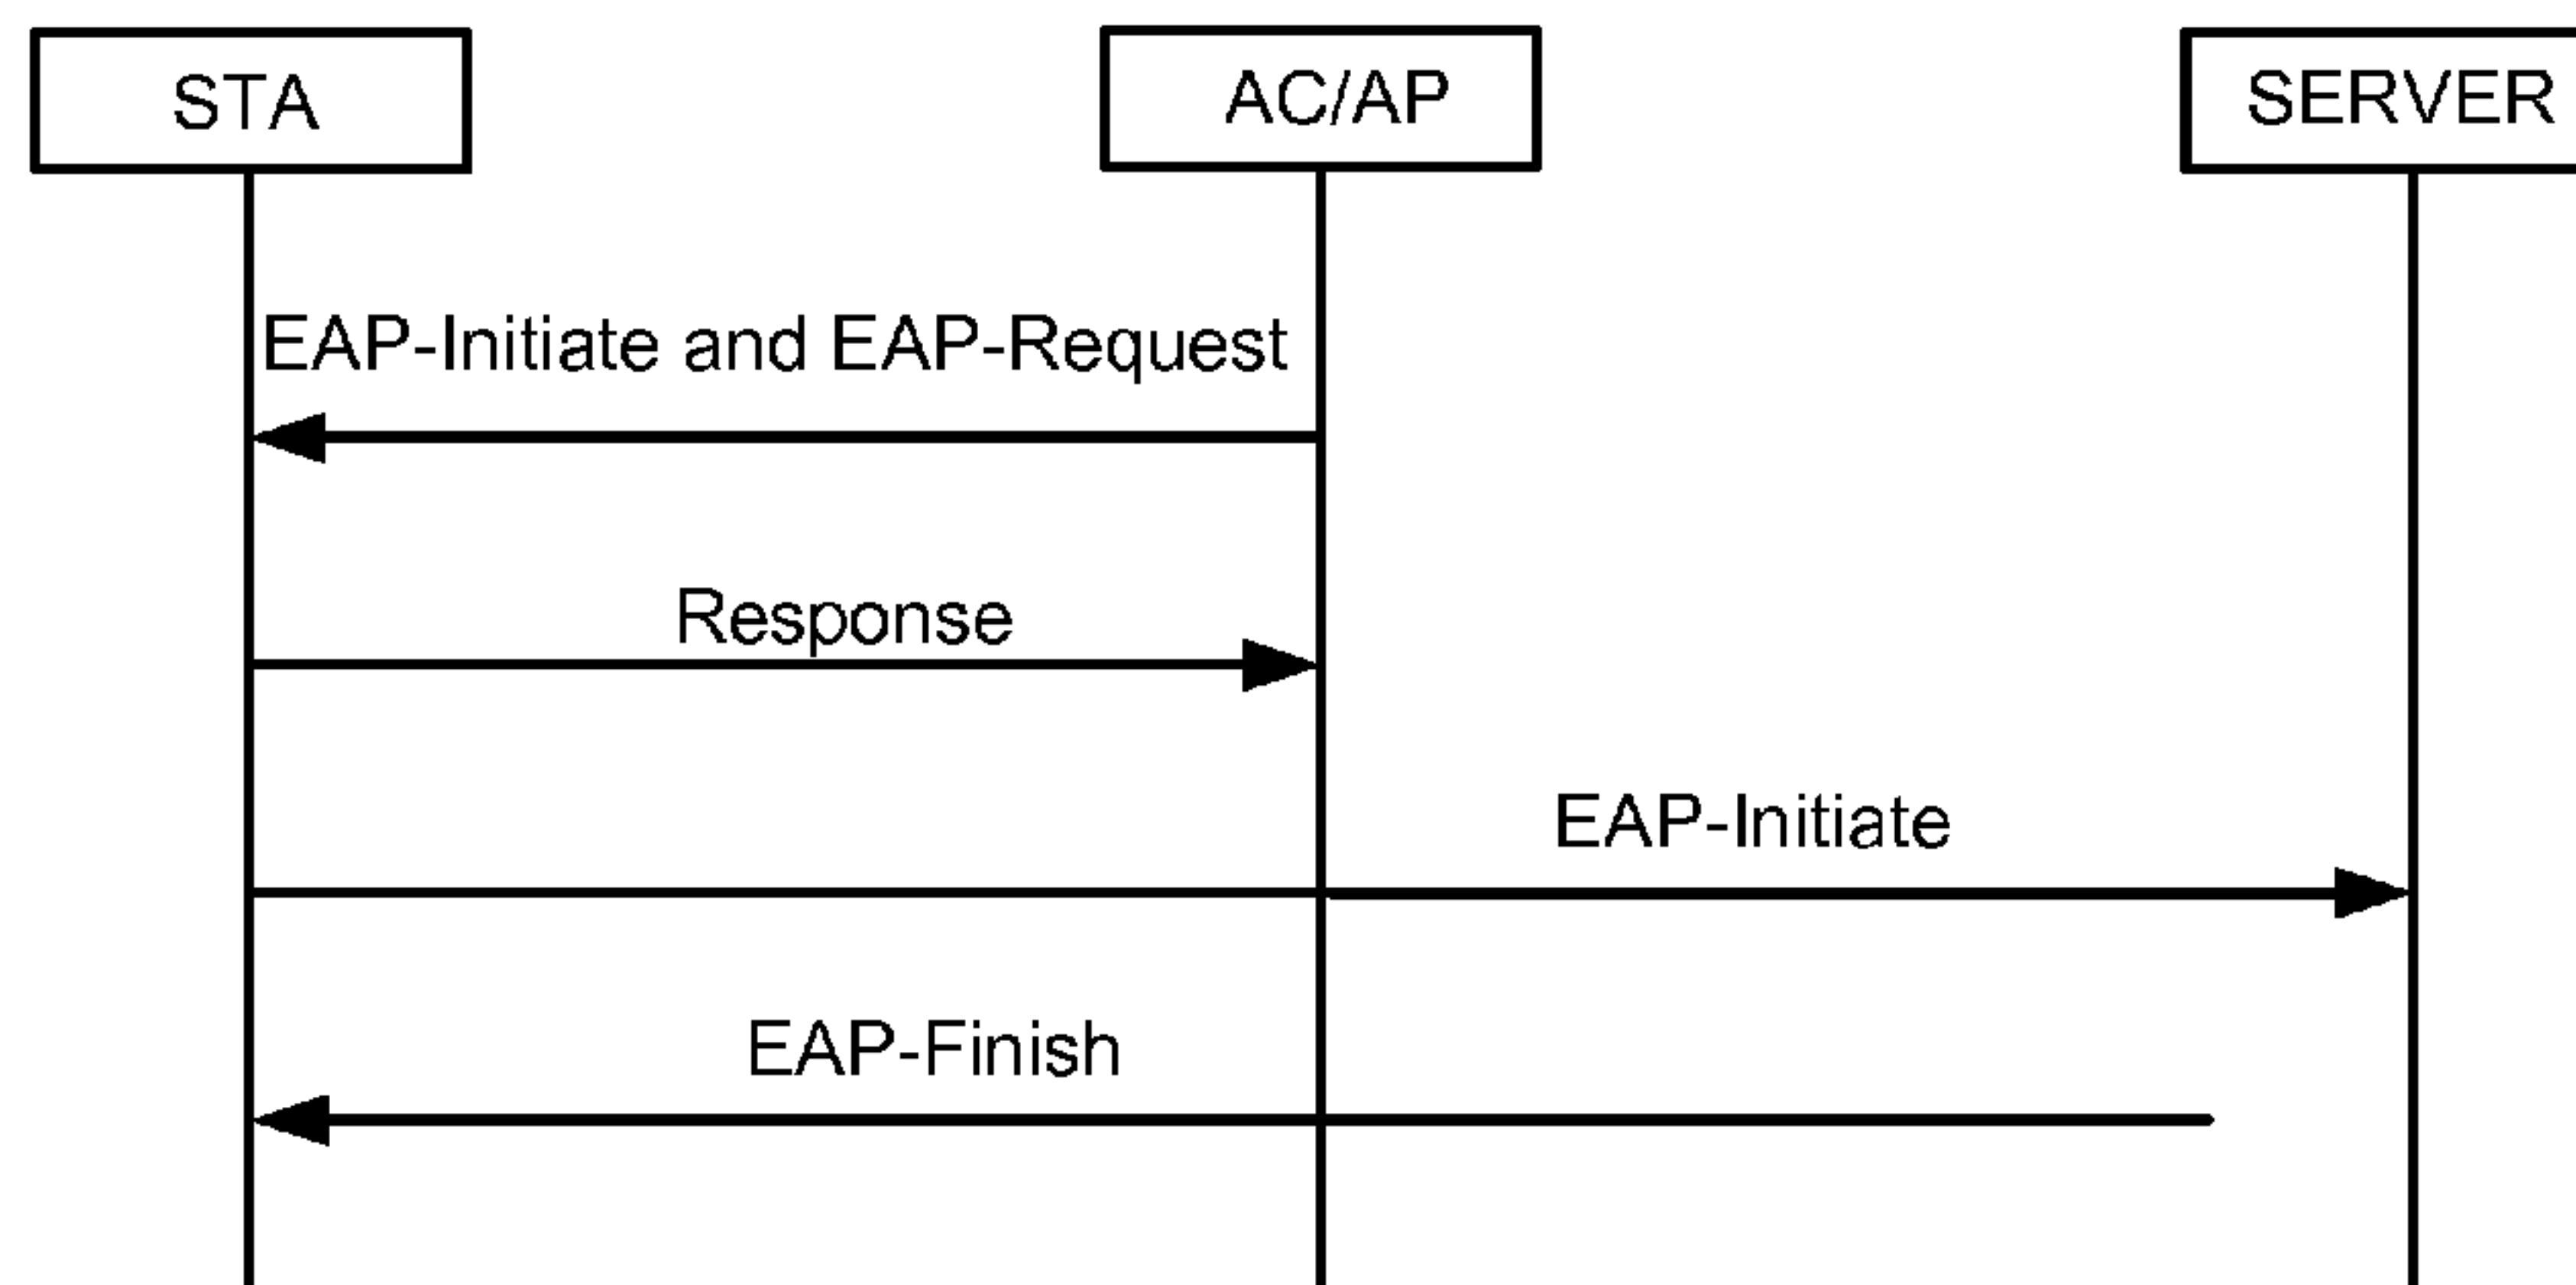 STA
AC/AP
SERVER
EAP-Initiate and EAP-Request
Response
EAP-Initiate
EAP-Finish